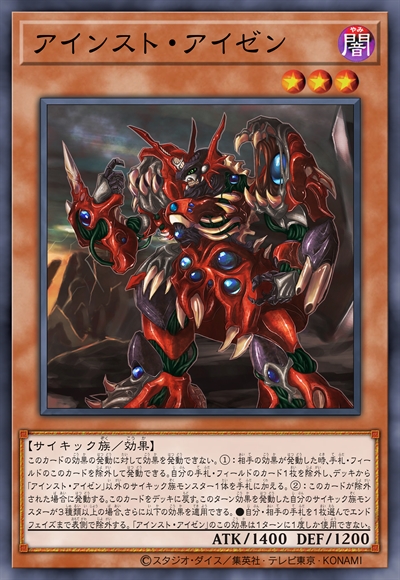 アインスト・アイゼン
やみ
闇
【サイキック族／効果】
このカードの効果の発動に対して効果を発動できない。①：相手の効果が発動した時、手札・フィ
ールドのこのカードを除外して発動できる。自分の手札・フィールドのカード1枚を除外し、デッキから
「アインスト・アイゼン」以外のサイキック族モンスター1体を手札に加える。②：このカードが除外
された場合に発動する。このカードをデッキに戻す。このターン効果を発動した自分のサイキック族モン
スターが3種類以上の場合、さらに以下の効果を適用できる。●自分・相手の手札を1枚選んでエンド
フェイズまで表側で除外する。「アインスト・アイゼン」のこの効果は1ターンに1度しか使用できない。
ATK/1400 DEF/1200
©スタジオ・ダイス/集英社・テレビ東京・KONAMI